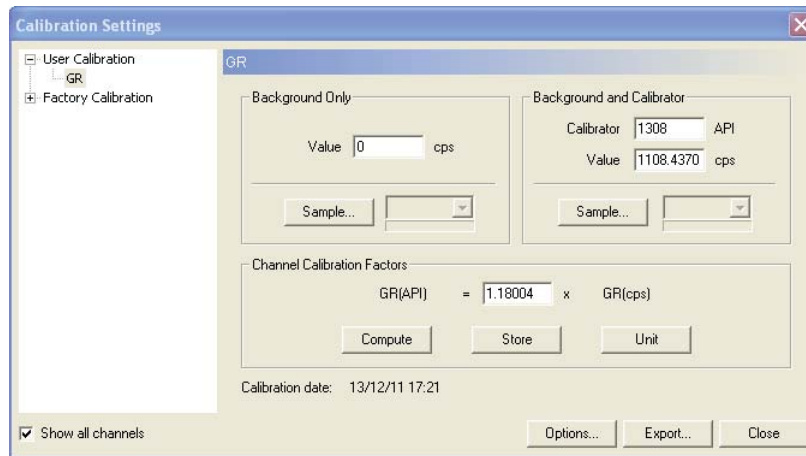 Calibration Settings
User Calibration
GR
Factory Calibration
GR
Background Only
Value 0 cps
Sample...
Background and Calibrator
Calibrator 1308 API
Value 1108.4370 cps
Sample...
Channel Calibration Factors
GR(API) = 1.18004 x GR(cps)
Compute Store Unit
Calibration date: 13/12/11 17:21
Show all channels
Options... Export... Close